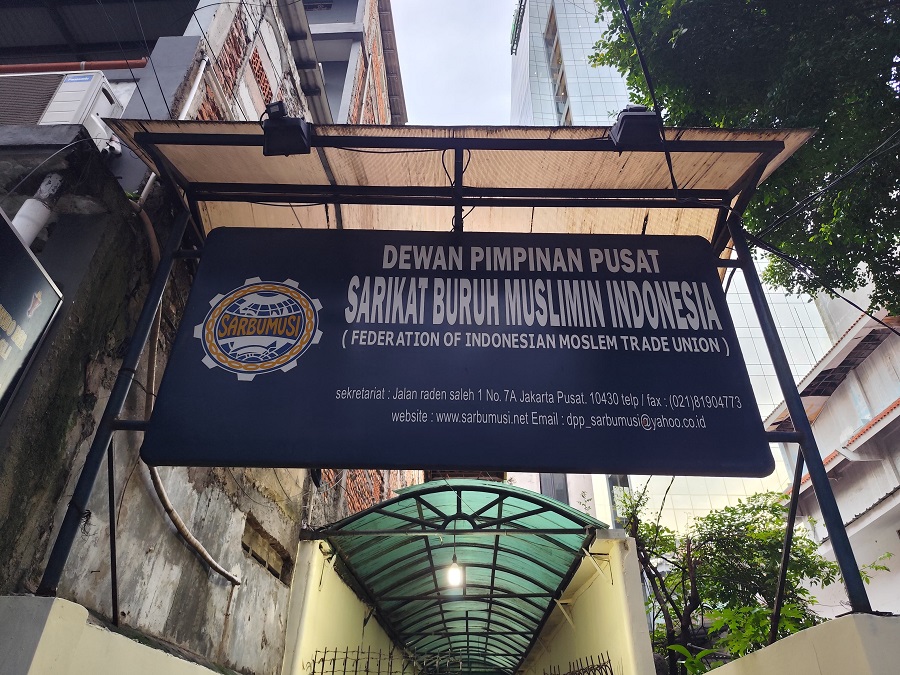 DEWAN PIMPINAN PUSAT
SARIKAT BURUH MUSLIMIN INDONESIA
( FEDERATION OF INDONESIAN MOSLEM TRADE UNION )
SARBUMUSI
sekretariat : Jalan raden saleh 1 No. 7A Jakarta Pusat. 10430 telp / fax : (021)81904773
website : www.sarbumusi.net Email : dpp_sarbumusi@yahoo.co.id